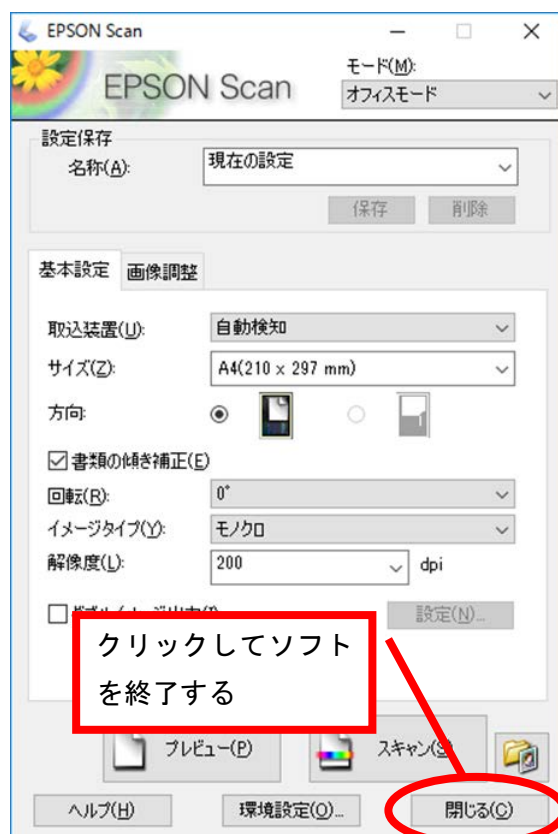 EPSON Scan
モード(M):
EPSON Scan
オフィスモード
設定保存
名称(A):
現在の設定
保存
削除
基本設定
画像調整
取込装置(U):
自動検知
サイズ(Z):
A4(210 x 297 mm)
方向:
書類の傾き補正(E)
回転(R):
0°
イメージタイプ(Y):
モノクロ
解像度(L):
200
dpi
設定(N)...
クリックしてソフト
を終了する
プレビュー(P)
スキャン(S)
ヘルプ(H)
環境設定(O)...
閉じる(C)